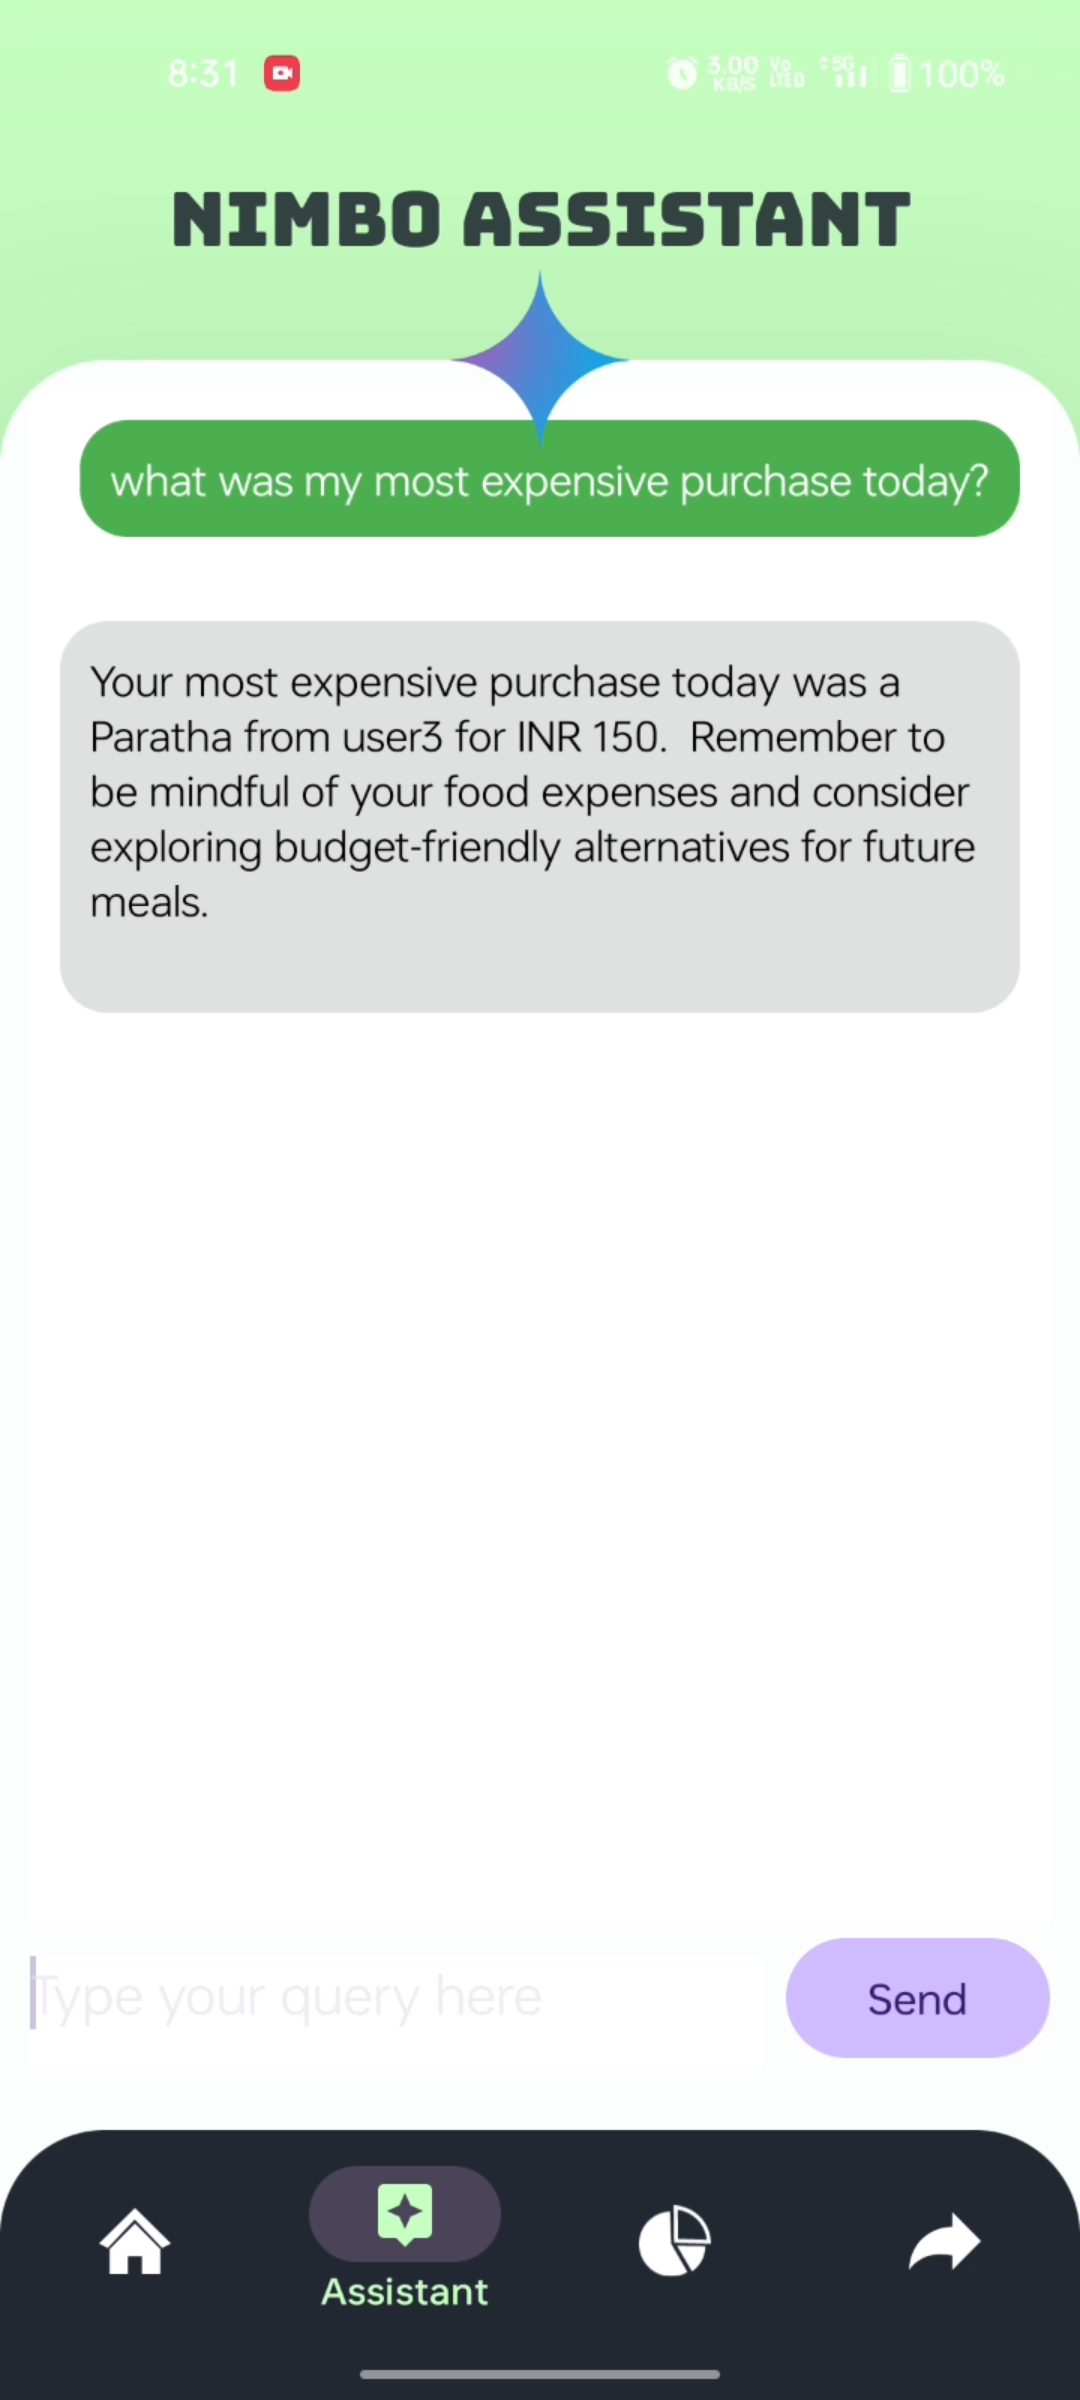 8:31
3.00 KB/S Vo LTED 5G 100%
NIMBO ASSISTANT
what was my most expensive purchase today?
Your most expensive purchase today was a
Paratha from user3 for INR 150.  Remember to
be mindful of your food expenses and consider
exploring budget-friendly alternatives for future
meals.
Type your query here
Send
Assistant